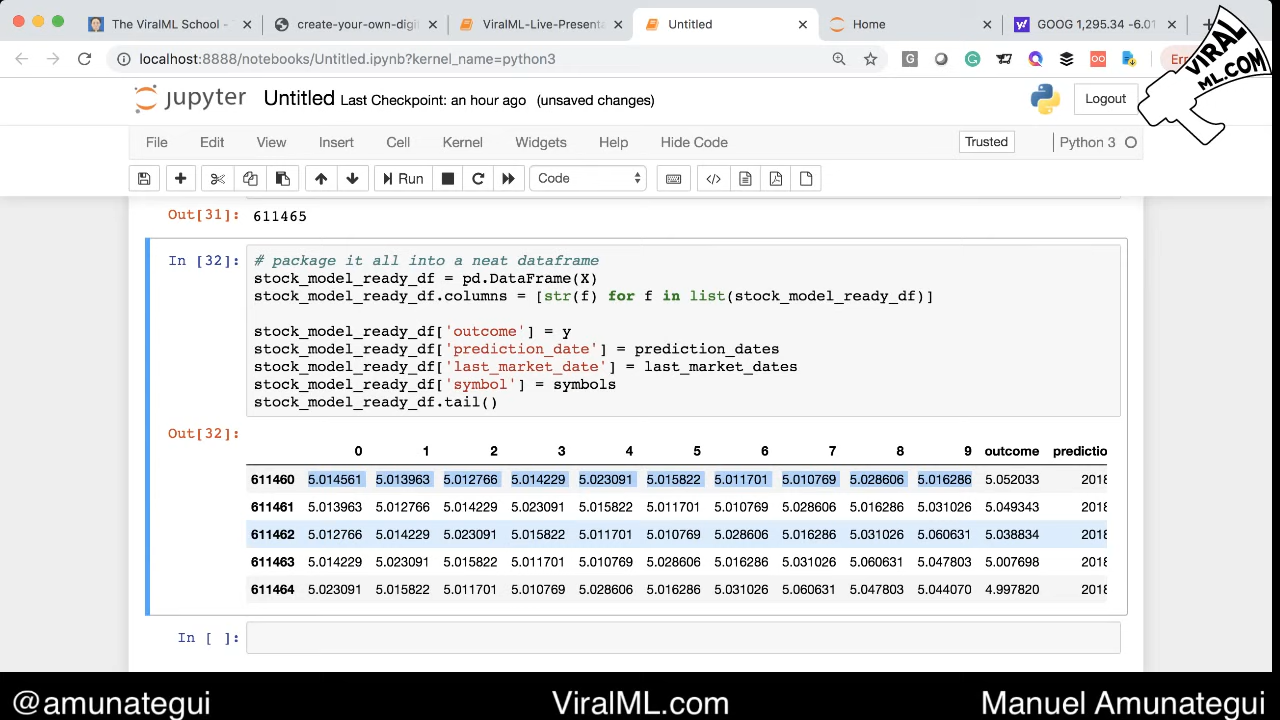 The ViralML School -
create-your-own-digi
ViralML-Live-Presenta
Untitled
Home
GOOG 1,295.34 -6.01
localhost:8888/notebooks/Untitled.ipynb?kernel_name=python3
VIRAL
ML.COM
jupyter Untitled Last Checkpoint: an hour ago (unsaved changes)
Logout
File Edit View Insert Cell Kernel Widgets Help Hide Code
Trusted
Python 3
Run
Code
Out[31]: 611465
In [32]: # package it all into a neat dataframe
stock_model_ready_df = pd.DataFrame(X)
stock_model_ready_df.columns = [str(f) for f in list(stock_model_ready_df)]
stock_model_ready_df['outcome'] = y
stock_model_ready_df['prediction_date'] = prediction_dates
stock_model_ready_df['last_market_date'] = last_market_dates
stock_model_ready_df['symbol'] = symbols
stock_model_ready_df.tail()
Out[32]:
0 1 2 3 4 5 6 7 8 9 outcome predictio
611460 5.014561 5.013963 5.012766 5.014229 5.023091 5.015822 5.011701 5.010769 5.028606 5.016286 5.052033 2018
611461 5.013963 5.012766 5.014229 5.023091 5.015822 5.011701 5.010769 5.028606 5.016286 5.031026 5.049343 2018
611462 5.012766 5.014229 5.023091 5.015822 5.011701 5.010769 5.028606 5.016286 5.031026 5.060631 5.038834 2018
611463 5.014229 5.023091 5.015822 5.011701 5.010769 5.028606 5.016286 5.031026 5.060631 5.047803 5.007698 2018
611464 5.023091 5.015822 5.011701 5.010769 5.028606 5.016286 5.031026 5.060631 5.047803 5.044070 4.997820 2018
In [ ]:
@amunategui
ViralML.com
Manuel Amunategui